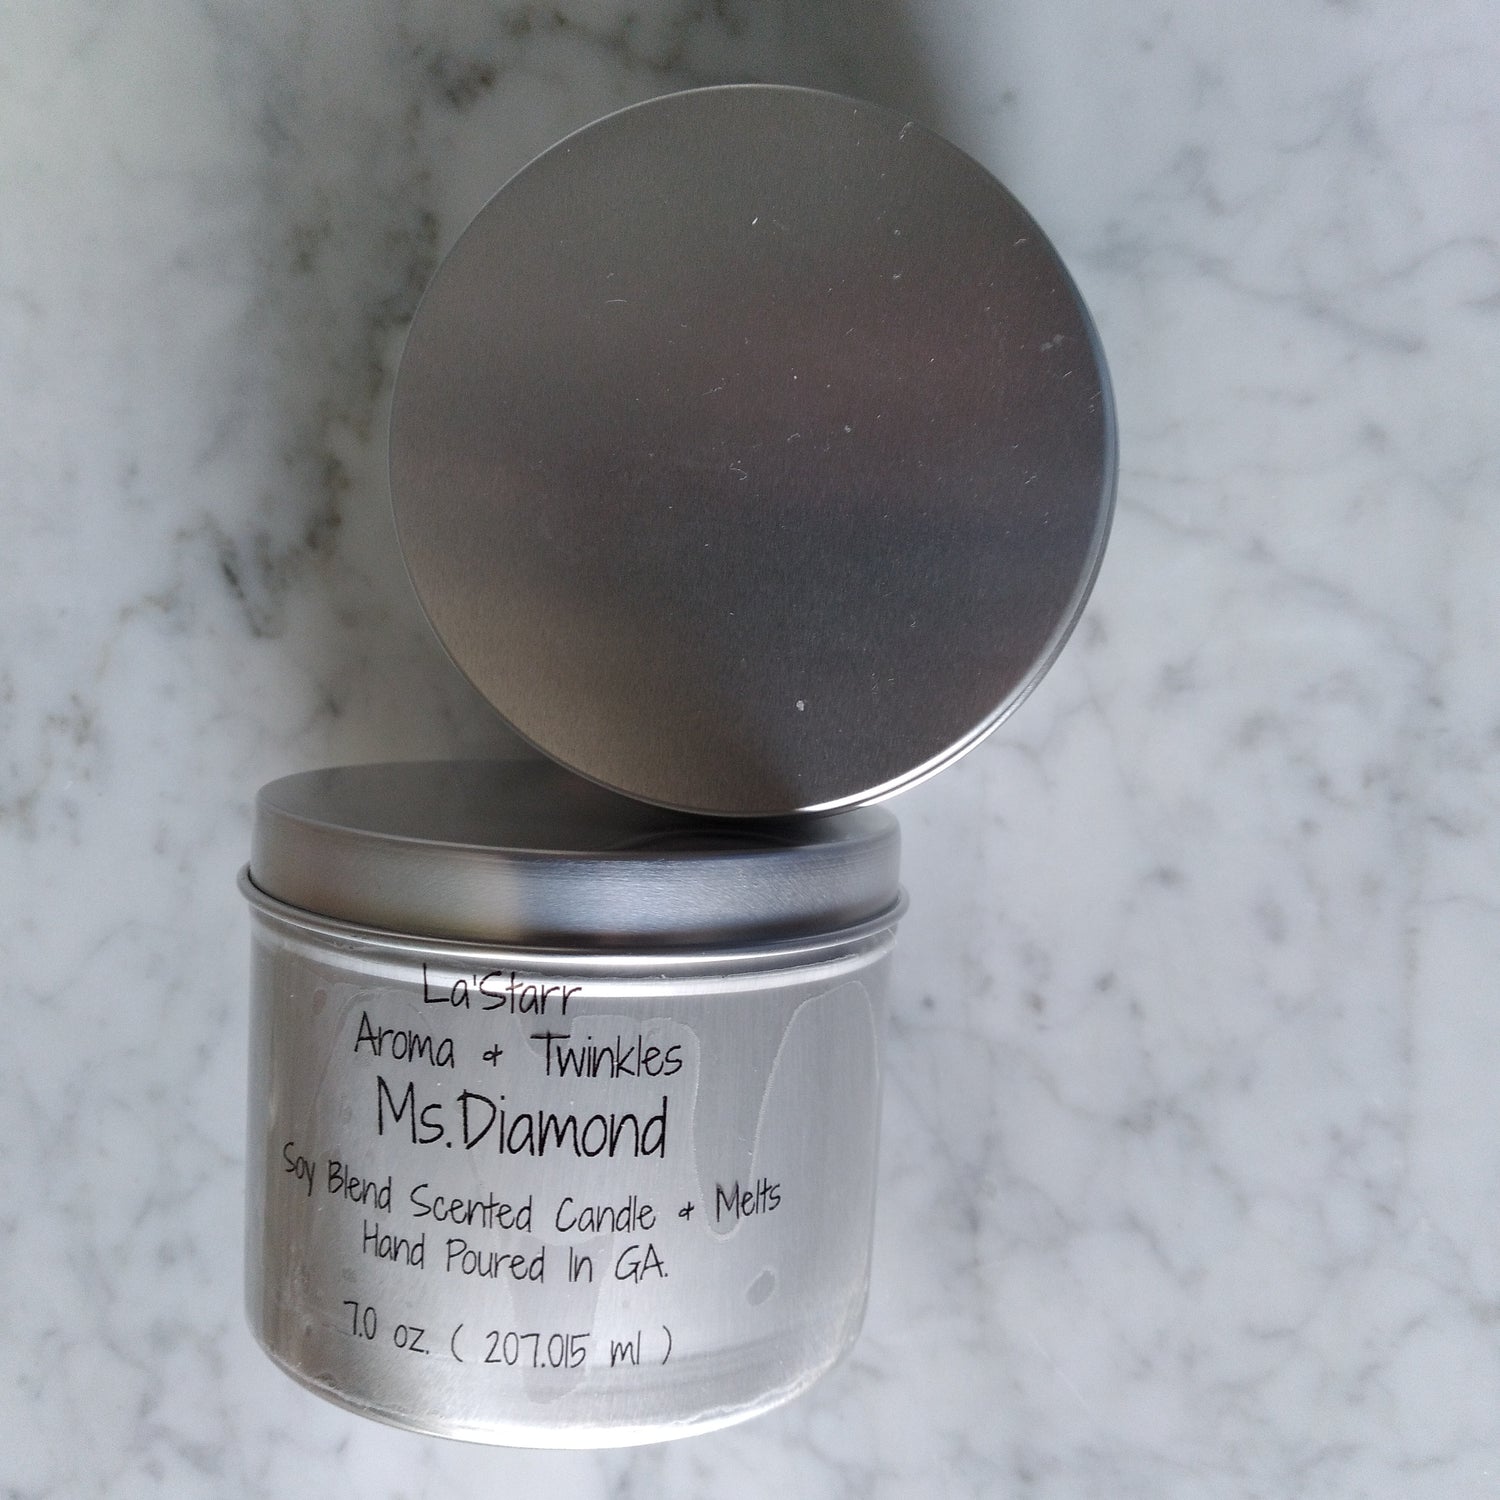 La'Starr
Aroma & Twinkles
Ms.Diamond
Soy Blend Scented Candle & Melts
Hand Poured In GA.
7.0 oz. ( 207.015 ml )